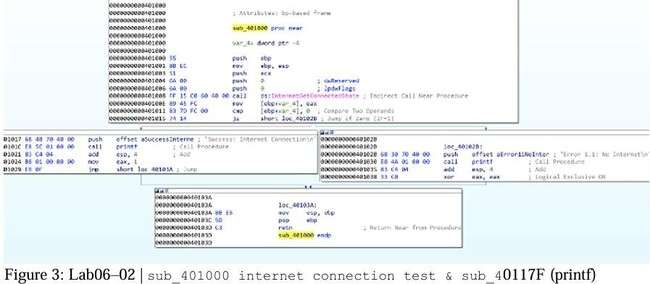 0000000000401000
0000000000401000
0000000000401000 ; Attributes: bp-based frame
0000000000401000
0000000000401000 sub_401000 proc near
0000000000401000
0000000000401000 var_4= dword ptr -4
0000000000401000
0000000000401000 55 push ebp
0000000000401001 8B EC mov ebp, esp
0000000000401003 51 push ecx
0000000000401004 6A 00 push 0 ; dwReserved
0000000000401006 6A 00 push 0 ; lpdwFlags
0000000000401008 FF 15 C0 60 40 00 call ds:InternetGetConnectedState ; Indirect Call Near Procedure
000000000040100E 89 45 FC mov [ebp+var_4], eax
0000000000401011 83 7D FC 00 cmp [ebp+var_4], 0 ; Compare Two Operands
0000000000401015 74 14 jz short loc_40102B ; Jump if Zero (ZF=1)
01017 68 48 70 40 00 push offset aSuccessInterne ; "Success: Internet Connection\n"
0101C E8 5E 01 00 00 call printf ; Call Procedure
01021 83 C4 04 add esp, 4 ; Add
01024 B8 01 00 00 00 mov eax, 1
01029 EB 0F jmp short loc_40103A ; Jump
000000000040102B
000000000040102B loc_40102B: ; "Error 1.1: No Internet\n"
000000000040102B 68 30 70 40 00 push offset aError11NoInter
0000000000401030 E8 4A 01 00 00 call printf ; Call Procedure
0000000000401035 83 C4 04 add esp, 4 ; Add
0000000000401038 33 C0 xor eax, eax ; Logical Exclusive OR
000000000040103A
000000000040103A loc_40103A:
000000000040103A 8B E5 mov esp, ebp
000000000040103C 5D pop ebp
000000000040103D C3 retn ; Return Near from Procedure
000000000040103D sub_401000 endp
000000000040103D
Figure 3: Lab06–02 | sub_401000 internet connection test & sub_40117F (printf)